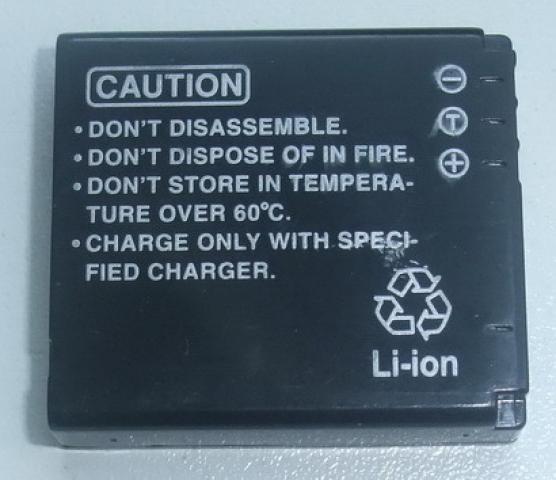 CAUTION
• DON'T DISASSEMBLE.
• DON'T DISPOSE OF IN FIRE.
• DON'T STORE IN TEMPERA-
TURE OVER 60°C.
• CHARGE ONLY WITH SPECI-
FIED CHARGER.
−
T
+
Li-ion